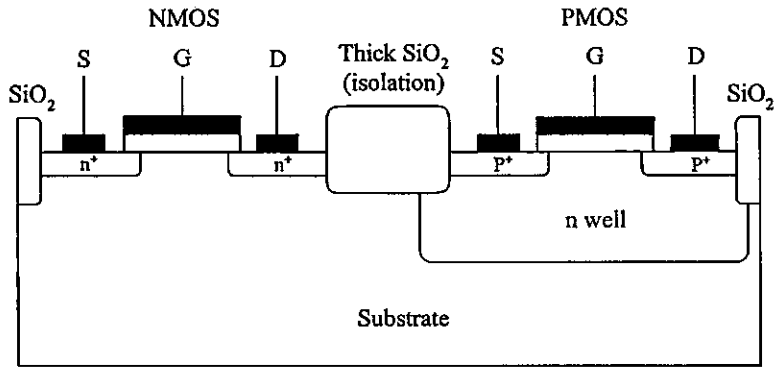 NMOS
PMOS
S
G
D
Thick SiO₂
(isolation)
S
G
D
SiO₂
SiO₂
n⁺
n⁺
P⁺
P⁺
n well
Substrate